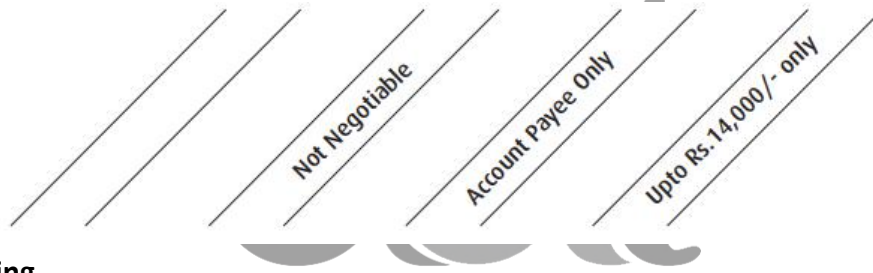 Not Negotiable
Account Payee Only
Upto Rs.14,000/- only